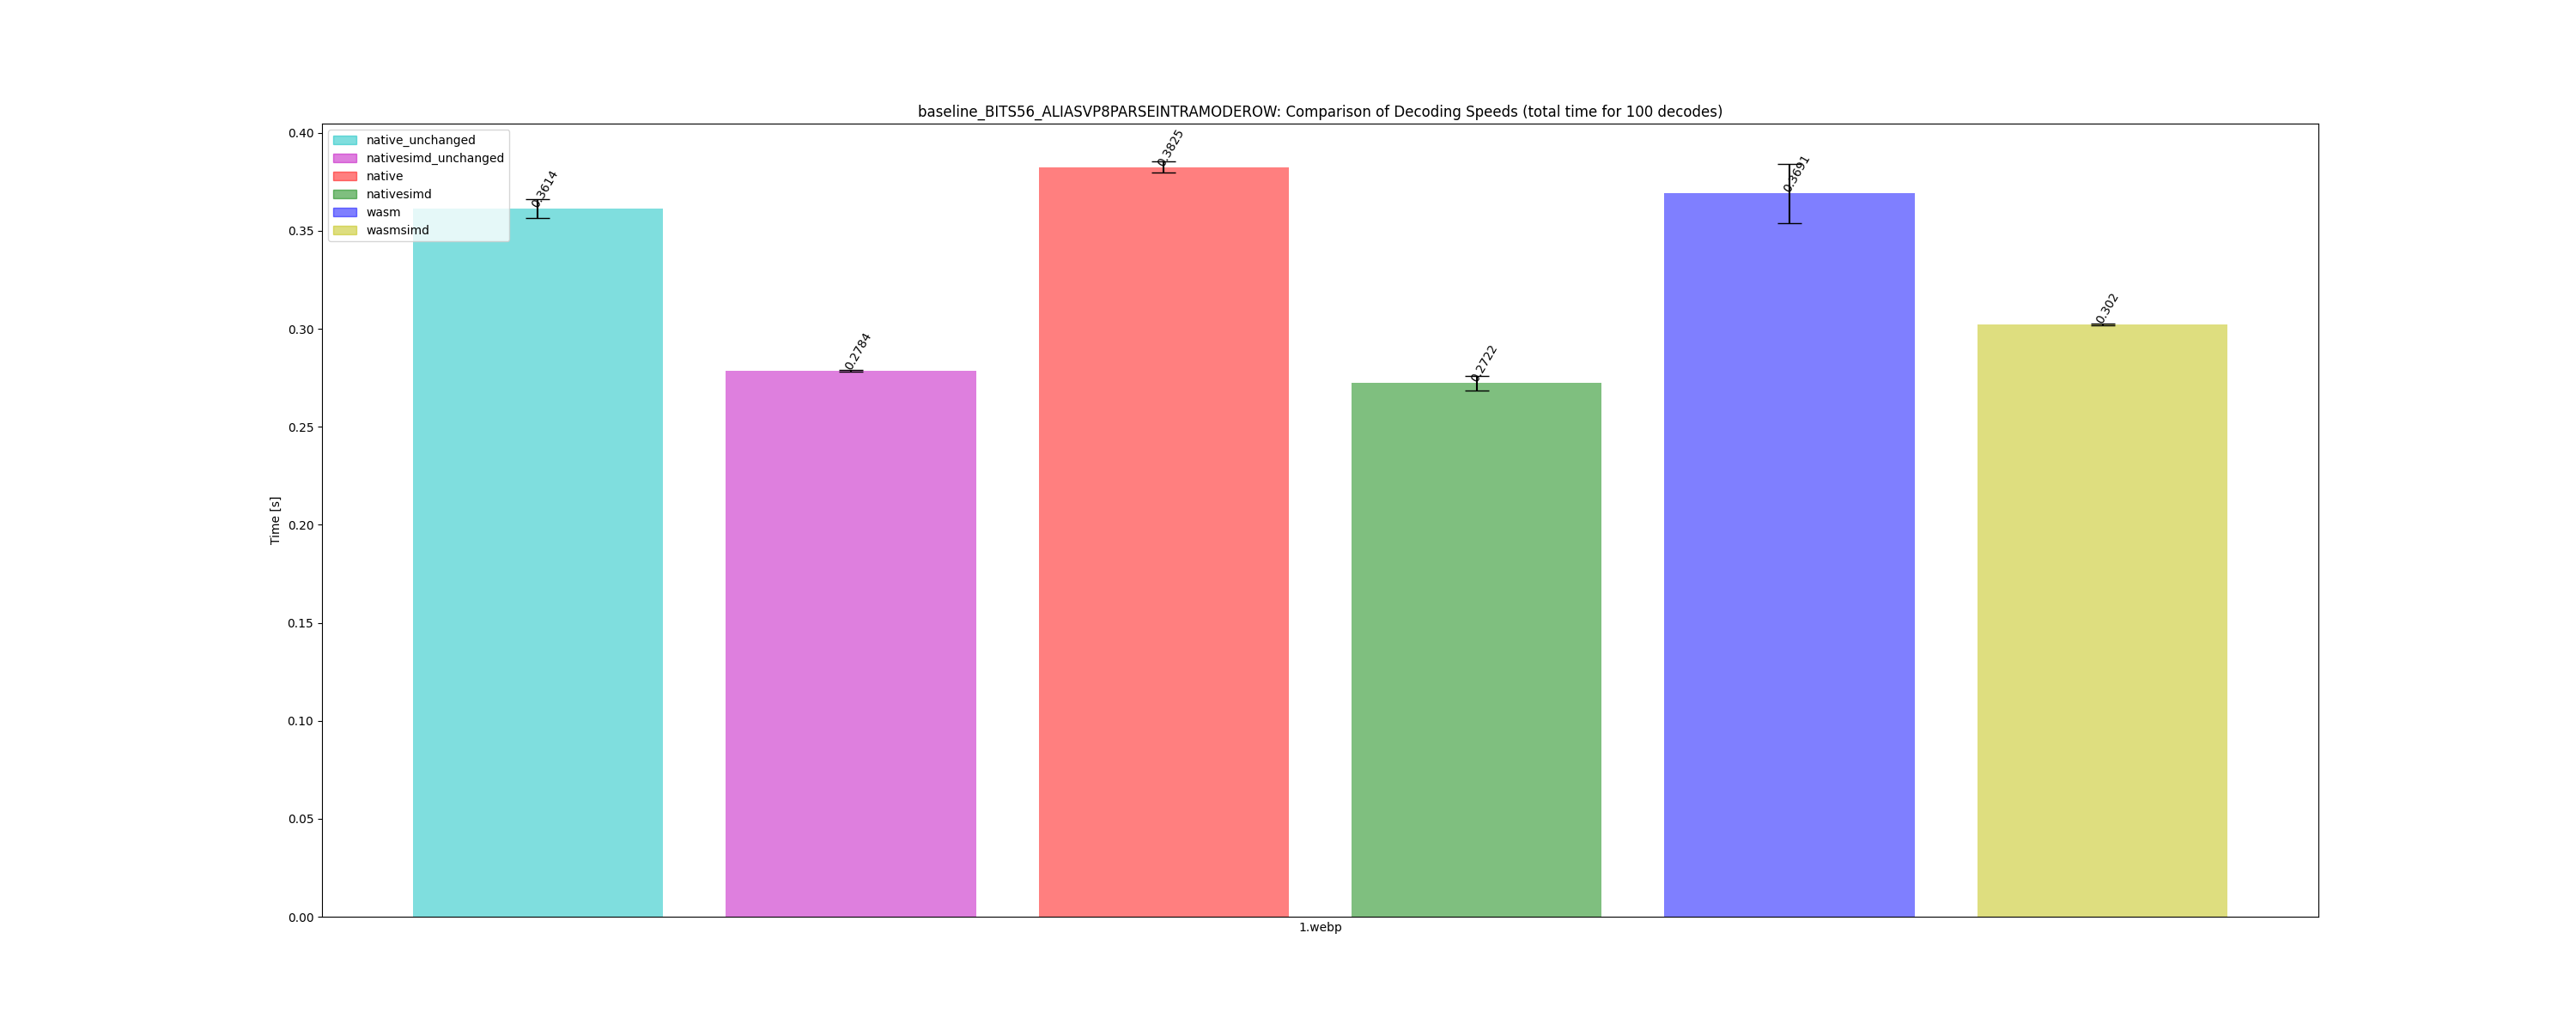 baseline_BITS56_ALIASVP8PARSEINTRAMODEROW: Comparison of Decoding Speeds (total time for 100 decodes)
native_unchanged
nativesimd_unchanged
native
nativesimd
wasm
wasmsimd
0.40
0.35
0.30
0.25
0.20
0.15
0.10
0.05
0.00
Time [s]
0.3614
0.2784
0.3825
0.2722
0.3691
0.302
1.webp